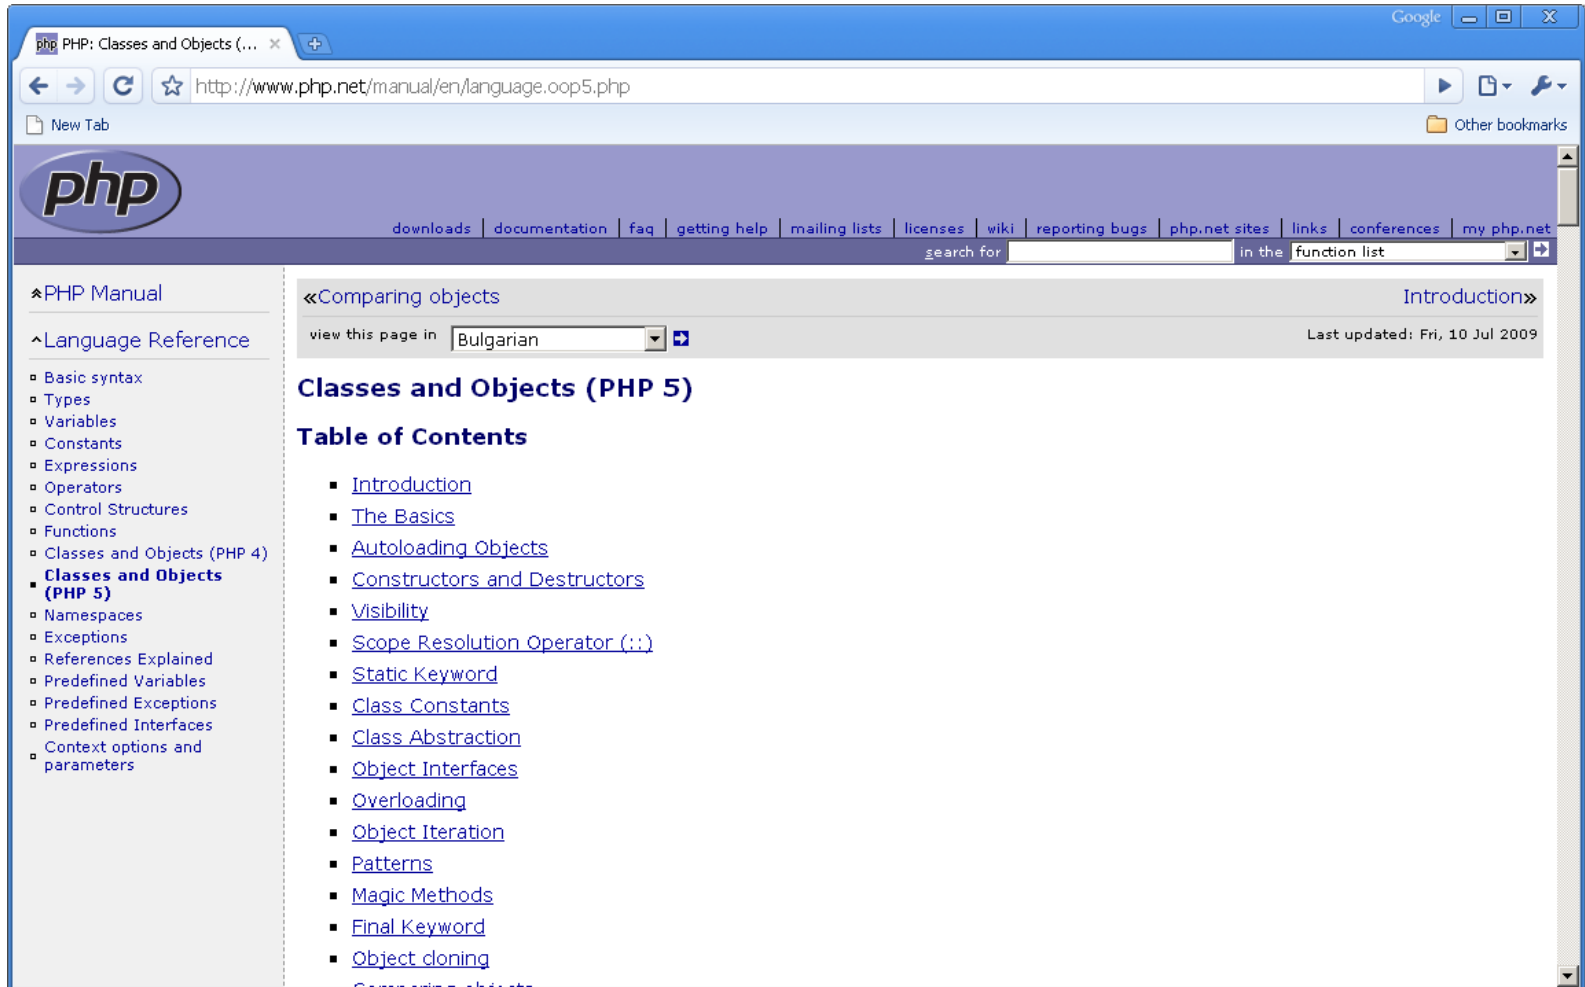 Google
php PHP: Classes and Objects (...
http://www.php.net/manual/en/language.oop5.php
New Tab
Other bookmarks
php
downloads | documentation | faq | getting help | mailing lists | licenses | wiki | reporting bugs | php.net sites | links | conferences | my php.net
search for in the function list
PHP Manual
Language Reference
Basic syntax
Types
Variables
Constants
Expressions
Operators
Control Structures
Functions
Classes and Objects (PHP 4)
Classes and Objects
(PHP 5)
Namespaces
Exceptions
References Explained
Predefined Variables
Predefined Exceptions
Predefined Interfaces
Context options and
parameters
«Comparing objects
Introduction»
view this page in Bulgarian
Last updated: Fri, 10 Jul 2009
Classes and Objects (PHP 5)
Table of Contents
Introduction
The Basics
Autoloading Objects
Constructors and Destructors
Visibility
Scope Resolution Operator (::)
Static Keyword
Class Constants
Class Abstraction
Object Interfaces
Overloading
Object Iteration
Patterns
Magic Methods
Final Keyword
Object cloning
Comparing objects